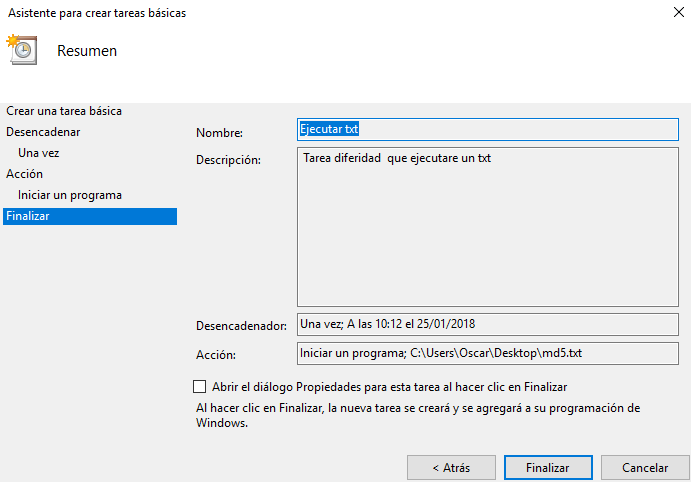 Asistente para crear tareas básicas
Resumen
Crear una tarea básica
Desencadenar
Una vez
Acción
Iniciar un programa
Finalizar
Nombre: Ejecutar txt
Descripción: Tarea diferidad  que ejecutare un txt
Desencadenador: Una vez; A las 10:12 el 25/01/2018
Acción: Iniciar un programa; C:\Users\Oscar\Desktop\md5.txt
Abrir el diálogo Propiedades para esta tarea al hacer clic en Finalizar
Al hacer clic en Finalizar, la nueva tarea se creará y se agregará a su programación de
Windows.
< Atrás Finalizar Cancelar